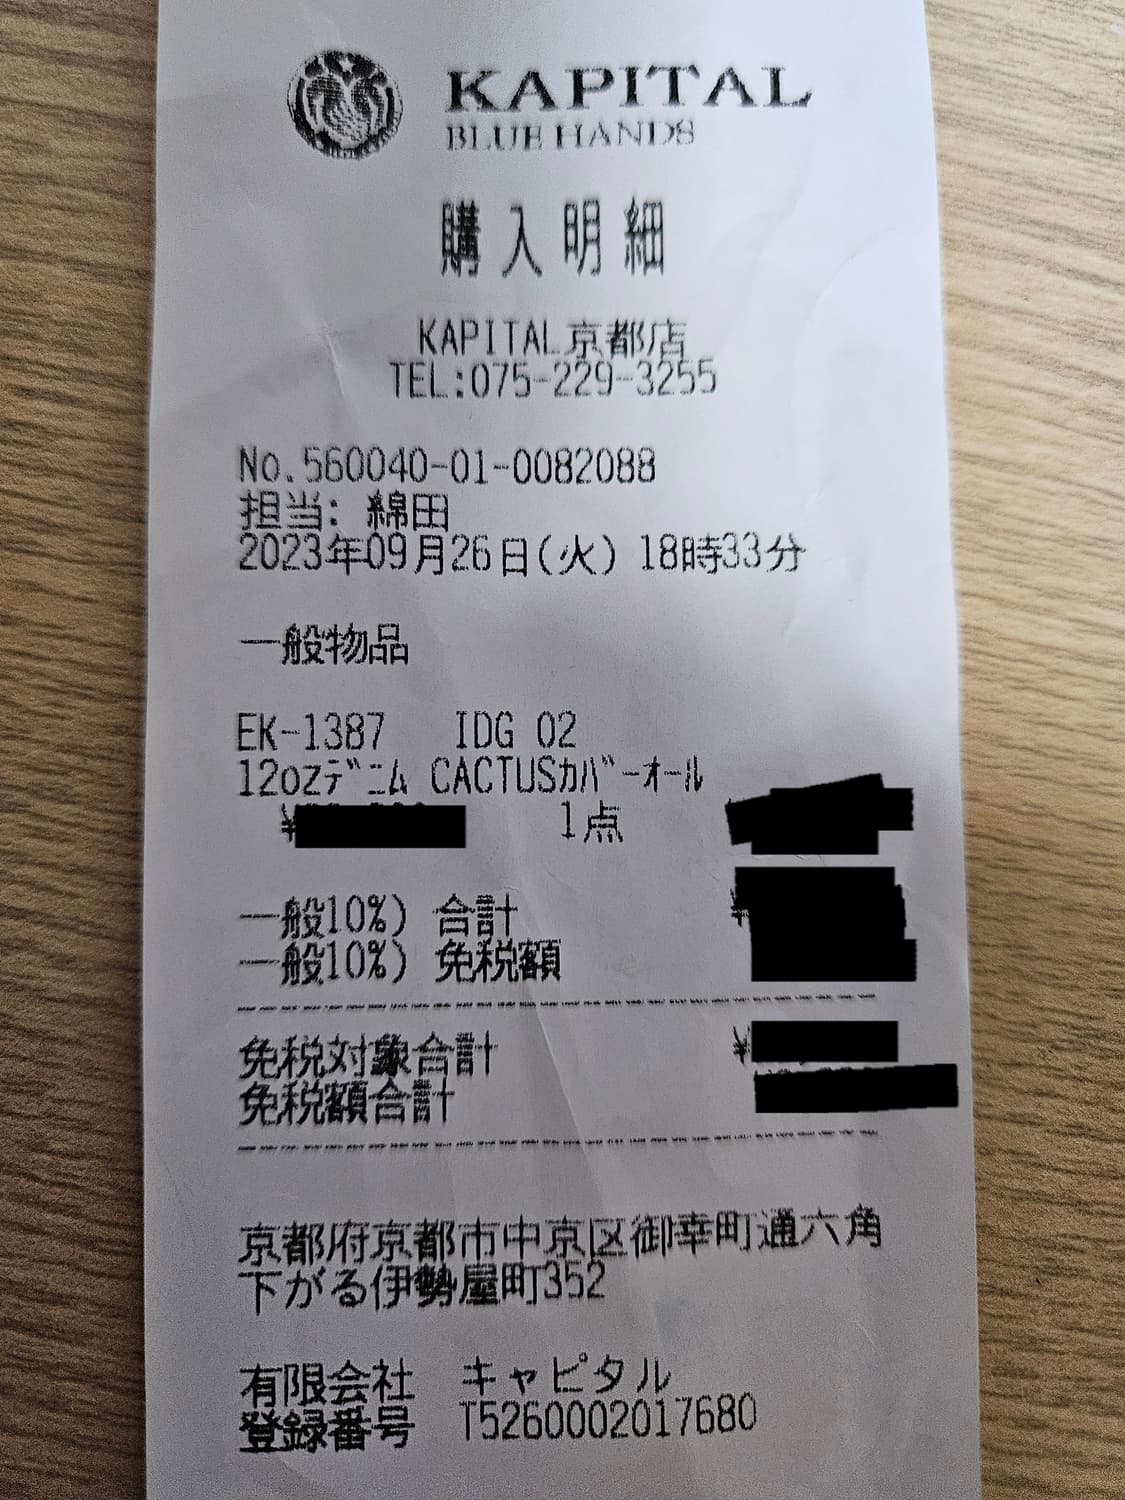 KAPITAL
BLUE HANDS
購入明細
KAPITAL京都店
TEL:075-229-3255
No.560040-01-0082088
担当: 綿田
2023年09月26日(火) 18時33分
一般物品
EK-1387 IDG 02
12ozデニム CACTUSカバーオール
¥ 1点
一般10%) 合計 ¥
一般10%) 免税額
免税対象合計 ¥
免税額合計
京都府京都市中京区御幸町通六角
下がる伊勢屋町352
有限会社 キャピタル
登録番号 T5260002017680